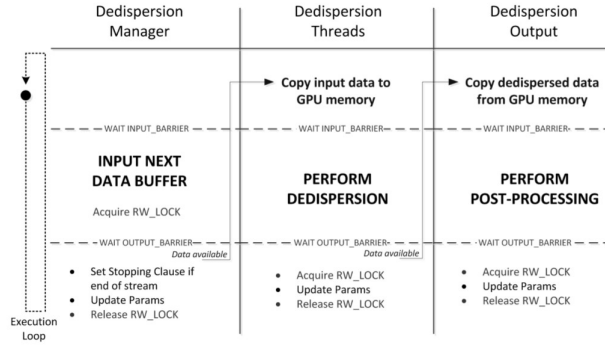 Dedispersion
Manager
Dedispersion
Threads
Dedispersion
Output
Copy input data to
GPU memory
Copy dedispersed data
from GPU memory
WAIT INPUT_BARRIER
WAIT INPUT_BARRIER
WAIT INPUT_BARRIER
INPUT NEXT
DATA BUFFER
Acquire RW_LOCK
PERFORM
DEDISPERSION
PERFORM
POST-PROCESSING
WAIT OUTPUT_BARRIER
WAIT OUTPUT_BARRIER
WAIT OUTPUT_BARRIER
Data available
Data available
• Set Stopping Clause if
end of stream
• Update Params
• Release RW_LOCK
• Acquire RW_LOCK
• Update Params
• Release RW_LOCK
• Acquire RW_LOCK
• Update Params
• Release RW_LOCK
Execution
Loop